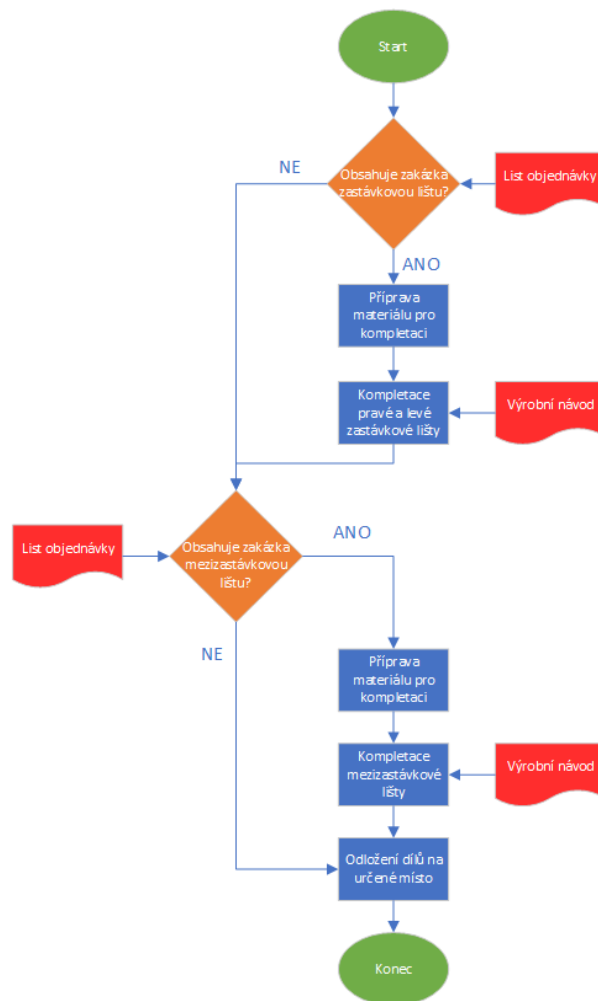 Start
NE
Obsahuje zakázka
zastávkovou lištu?
List objednávky
ANO
Příprava
materiálu pro
kompletaci
Kompletace
pravé a levé
zastávkové lišty
Výrobní návod
List objednávky
Obsahuje zakázka
mezizastávkovou
lištu?
ANO
NE
Příprava
materiálu pro
kompletaci
Kompletace
mezizastávkové
lišty
Výrobní návod
Odložení dílů na
určené místo
Konec